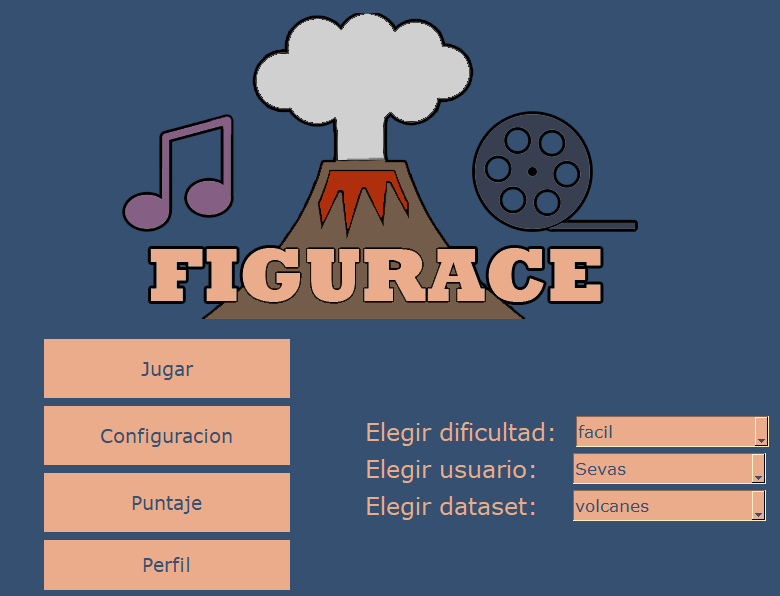 FIGURACE
Jugar
Configuracion
Puntaje
Perfil
Elegir dificultad: facil
Elegir usuario: Sevas
Elegir dataset: volcanes